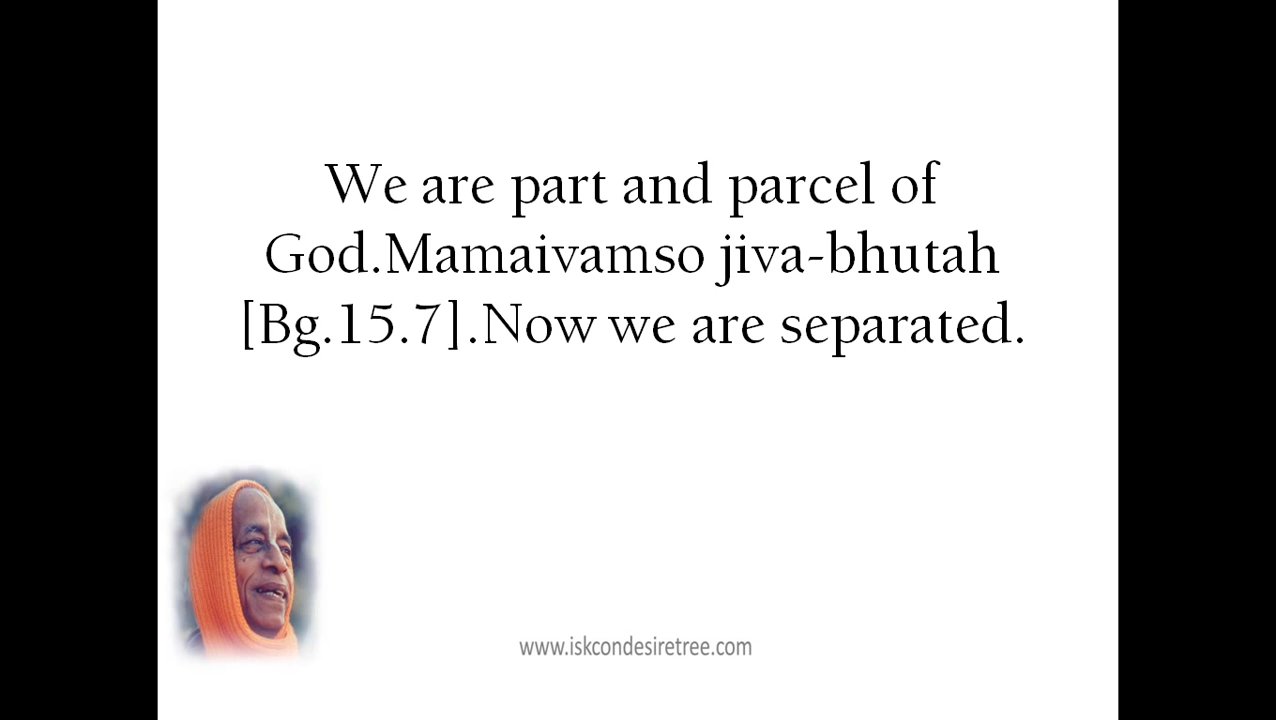 We are part and parcel of
God.Mamaivamso jiva-bhutah
[Bg.15.7].Now we are separated.
www.iskcondesiretree.com